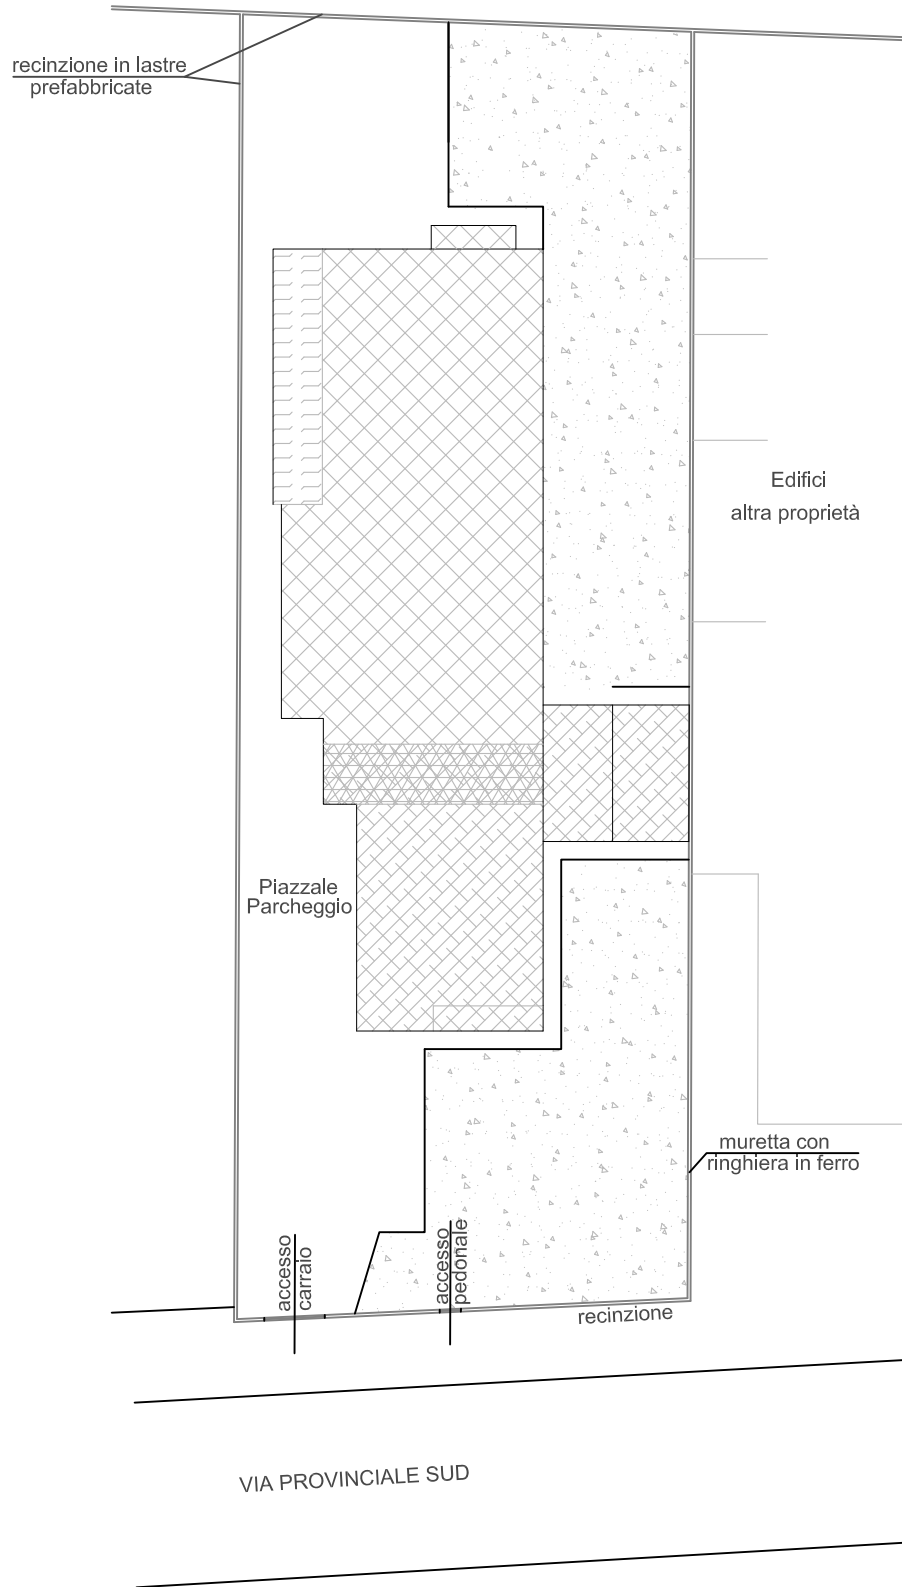 recinzione in lastre
prefabbricate
Edifici
altra proprietà
Piazzale
Parcheggio
muretta con
ringhiera in ferro
accesso
carraio
accesso
pedonale
recinzione
VIA PROVINCIALE SUD